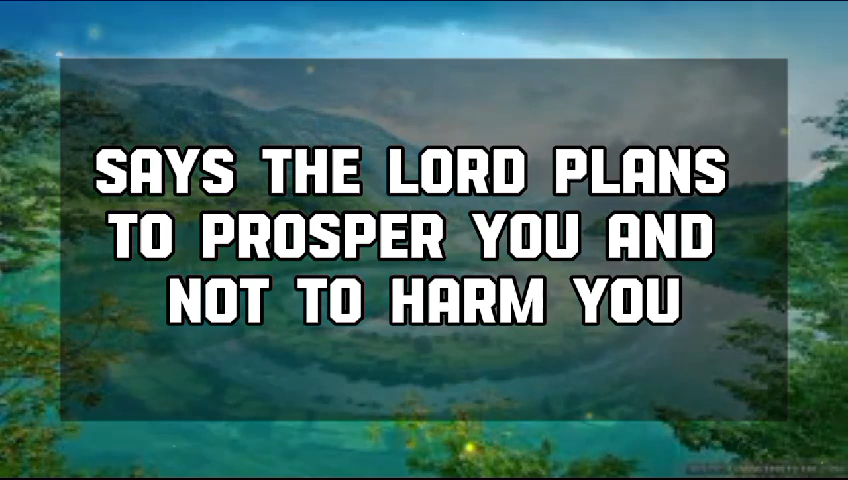 SAYS THE LORD PLANS
TO PROSPER YOU AND
NOT TO HARM YOU